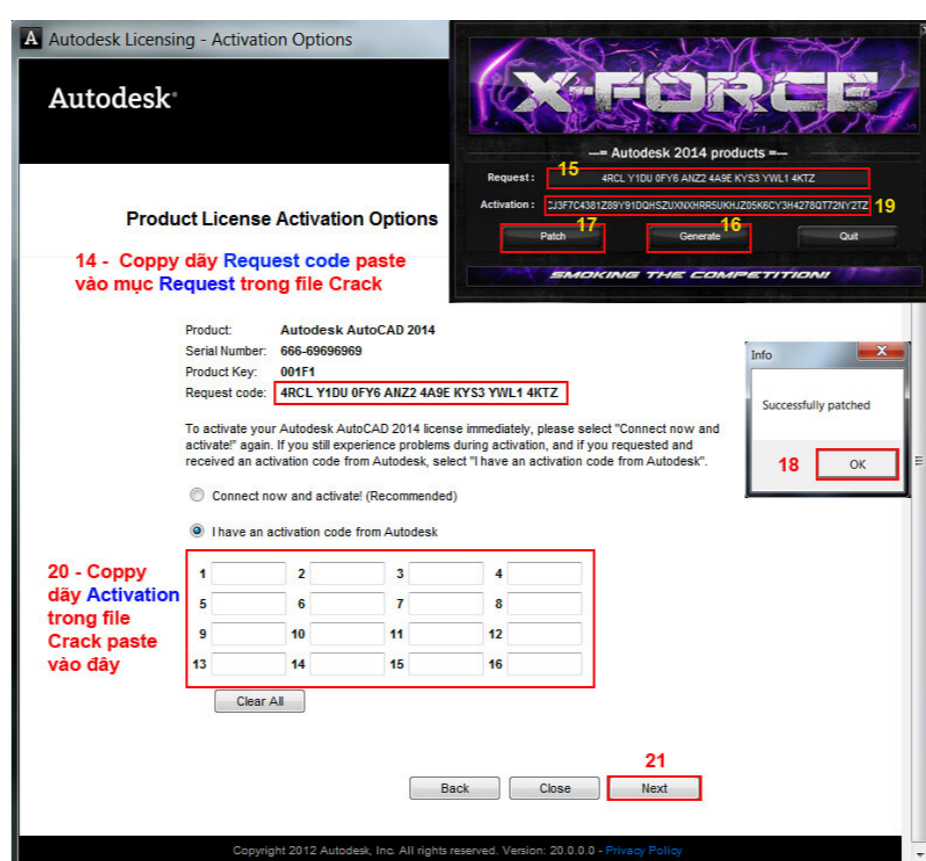 Autodesk Licensing - Activation Options
Autodesk
X-FORCE
---= Autodesk 2014 products =---
Request : 15 4RCL Y1DU 0FY6 ANZ2 4A9E KYS3 YWL1 4KTZ
Activation : 19
Patch 17 Generate 16 Quit
SMOKING THE COMPETITION!
Product License Activation Options
14 - Coppy dãy Request code paste
vào mục Request trong file Crack
Product: Autodesk AutoCAD 2014
Serial Number: 666-69696969
Product Key: 001F1
Request code: 4RCL Y1DU 0FY6 ANZ2 4A9E KYS3 YWL1 4KTZ
Info
Successfully patched
18 OK
To activate your Autodesk AutoCAD 2014 license immediately, please select "Connect now and
activate!" again. If you still experience problems during activation, and if you requested and
received an activation code from Autodesk, select "I have an activation code from Autodesk".
Connect now and activate! (Recommended)
I have an activation code from Autodesk
20 - Coppy
dãy Activation
trong file
Crack paste
vào đây
1 2 3 4
5 6 7 8
9 10 11 12
13 14 15 16
Clear All
21
Back Close Next
Copyright 2012 Autodesk, Inc. All rights reserved. Version: 20.0.0.0 - Privacy Policy